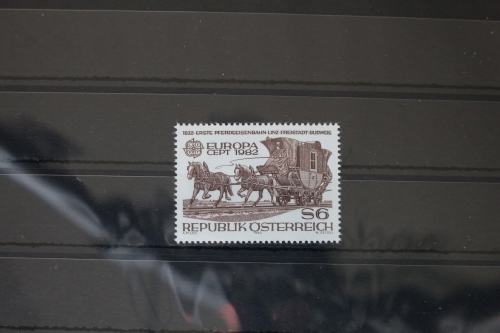 1832-ERSTE PFERDEEISENBAHN-LINZ-FREISTADT-BUDWEIS
EUROPA
CEPT 1982
S6
REPUBLIK ÖSTERREICH